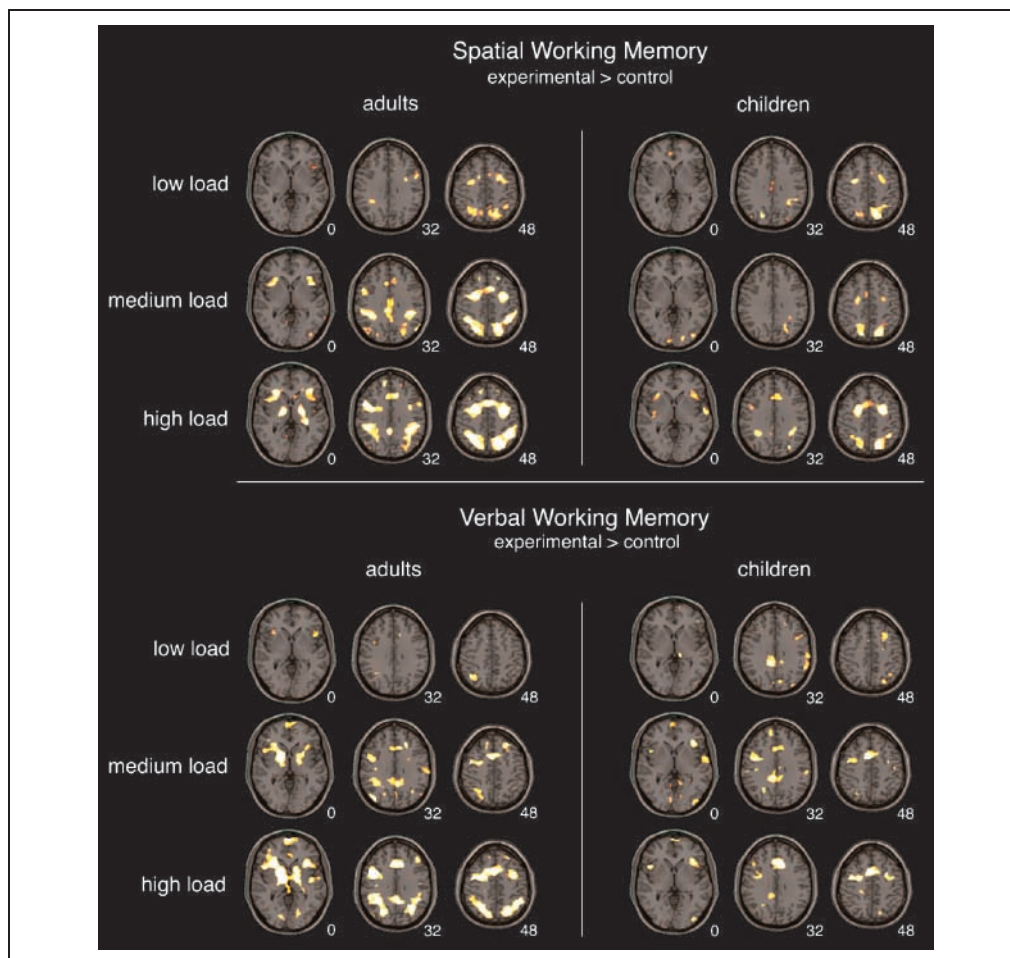 Spatial Working Memory
experimental > control
adults children
low load 0 32 48 0 32 48
medium load 0 32 48 0 32 48
high load 0 32 48 0 32 48
Verbal Working Memory
experimental > control
adults children
low load 0 32 48 0 32 48
medium load 0 32 48 0 32 48
high load 0 32 48 0 32 48